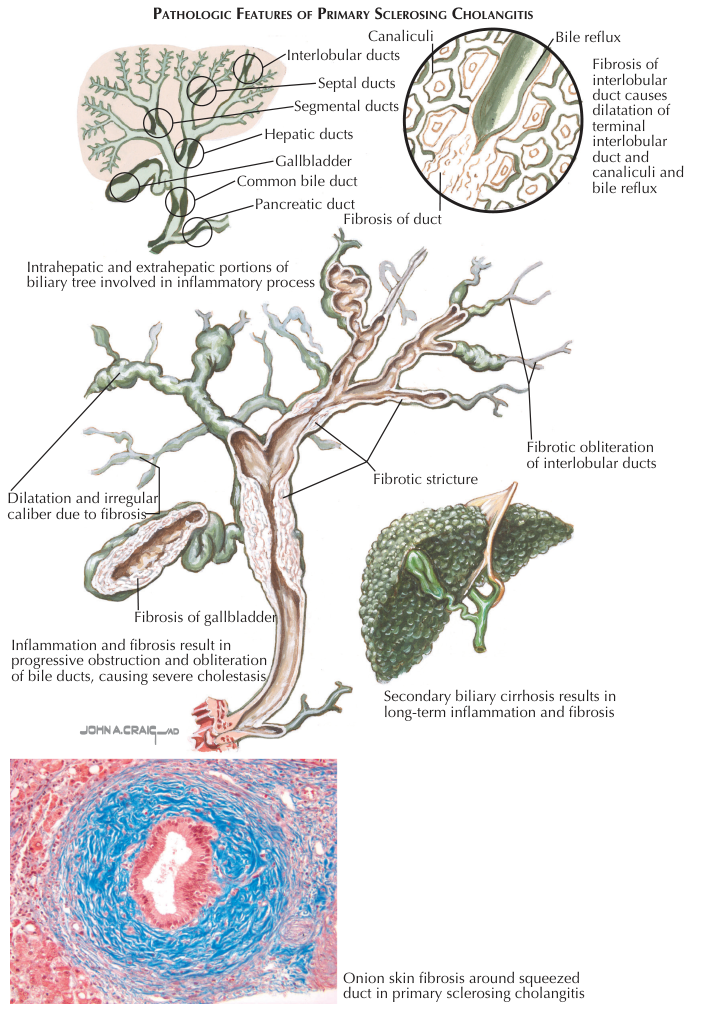 PATHOLOGIC FEATURES OF PRIMARY SCLEROSING CHOLANGITIS
Canaliculi
Bile reflux
Interlobular ducts
Septal ducts
Segmental ducts
Hepatic ducts
Gallbladder
Common bile duct
Pancreatic duct
Fibrosis of
interlobular
duct causes
dilatation of
terminal
interlobular
duct and
canaliculi and
bile reflux
Fibrosis of duct
Intrahepatic and extrahepatic portions of
biliary tree involved in inflammatory process
Fibrotic obliteration
of interlobular ducts
Fibrotic stricture
Dilatation and irregular
caliber due to fibrosis
Fibrosis of gallbladder
Inflammation and fibrosis result in
progressive obstruction and obliteration
of bile ducts, causing severe cholestasis
Secondary biliary cirrhosis results in
long-term inflammation and fibrosis
JOHN A. CRAIG_MD
Onion skin fibrosis around squeezed
duct in primary sclerosing cholangitis